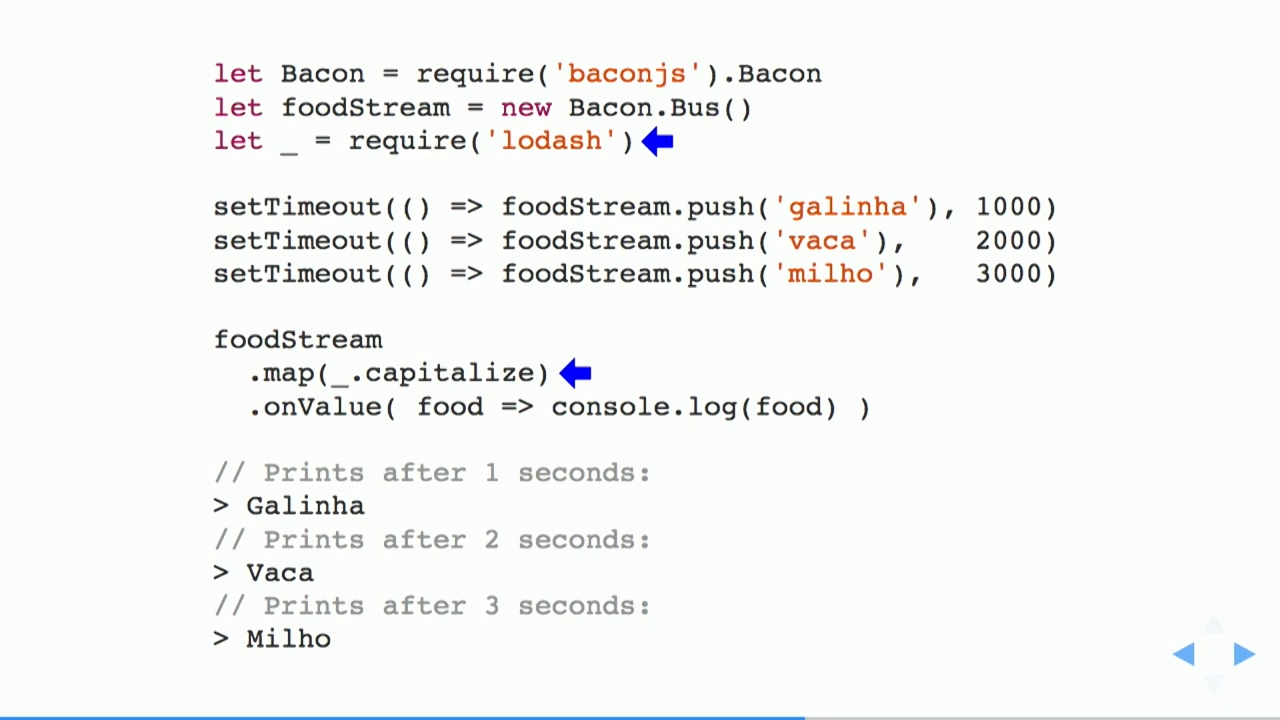 let Bacon = require('baconjs').Bacon
let foodStream = new Bacon.Bus()
let _ = require('lodash')
setTimeout(() => foodStream.push('galinha'), 1000)
setTimeout(() => foodStream.push('vaca'),    2000)
setTimeout(() => foodStream.push('milho'),   3000)
foodStream
  .map(_.capitalize)
  .onValue( food => console.log(food) )
// Prints after 1 seconds:
> Galinha
// Prints after 2 seconds:
> Vaca
// Prints after 3 seconds:
> Milho